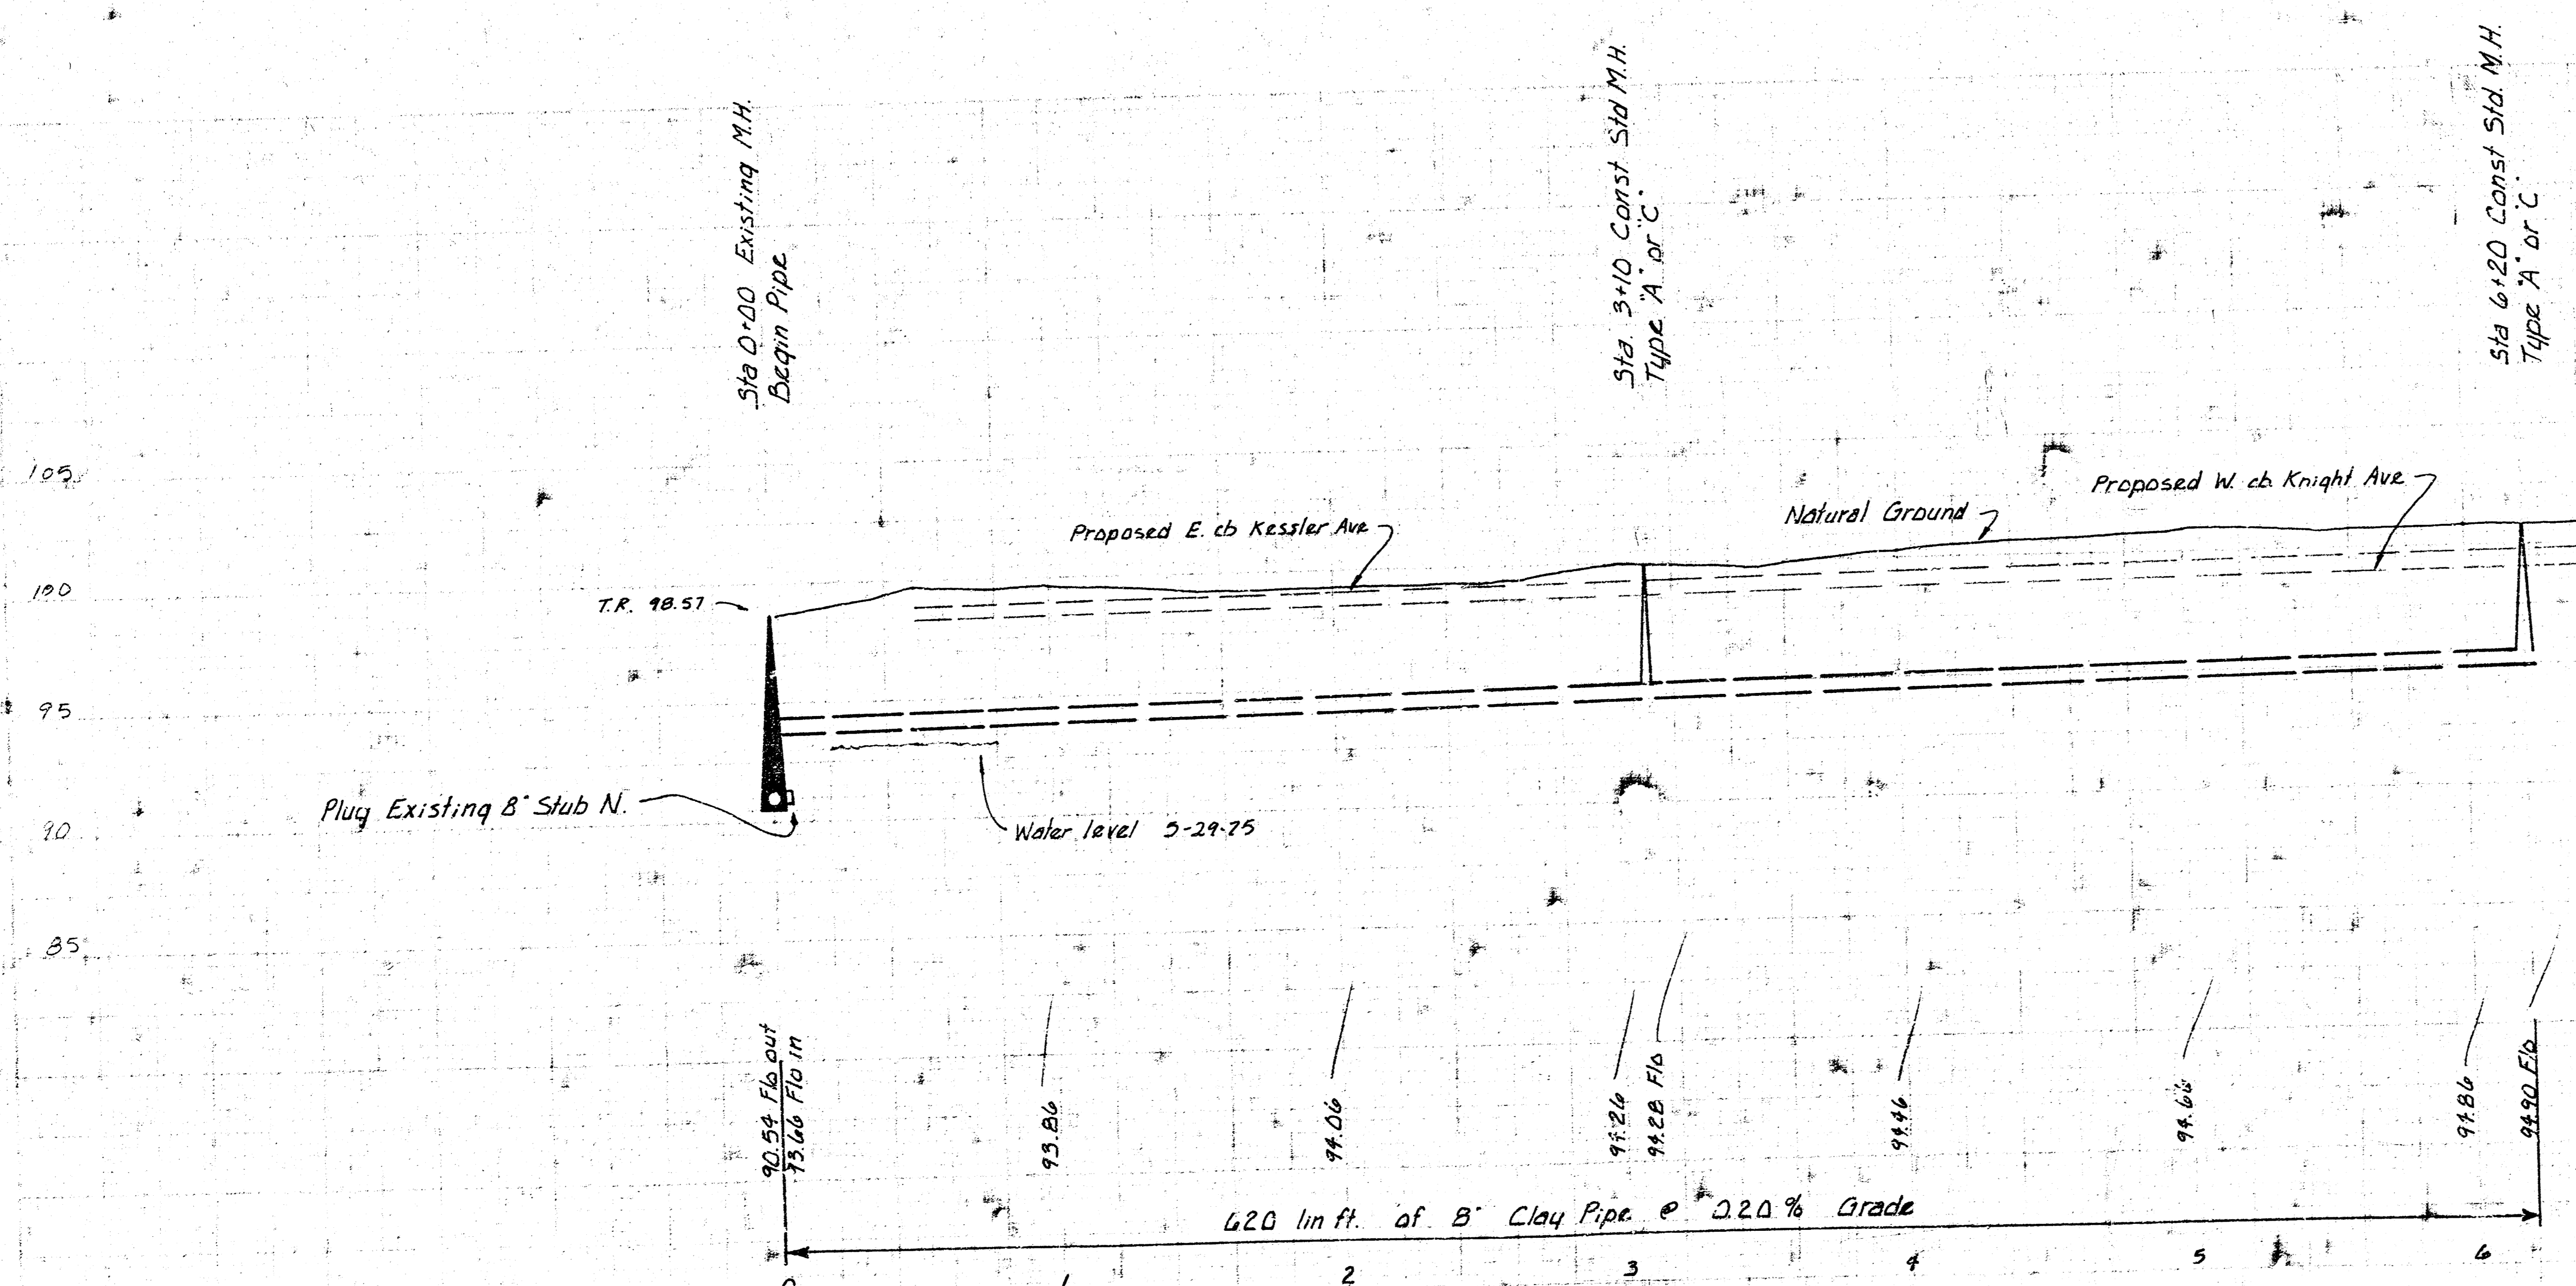 Sta 0+00 Existing M.H.
Begin Pipe
Sta. 3+10 Const Std M.H.
Type "A" or "C"
Sta 6+20 Const Std. M.H.
Type "A" or "C"
105
Proposed W. cb. Knight Ave
Natural Ground
Proposed E. cb Kessler Ave
100
T.R. 98.57
95
Plug Existing 8" Stub N.
90
Water level 5-29-75
85
90.54 Flo out
93.66 Flo in
93.86
94.06
94.26
94.28 Flo
94.46
94.66
94.86
94.90 Flo
620 lin ft. of 8" Clay Pipe @ 0.20% Grade
0 1 2 3 4 5 6